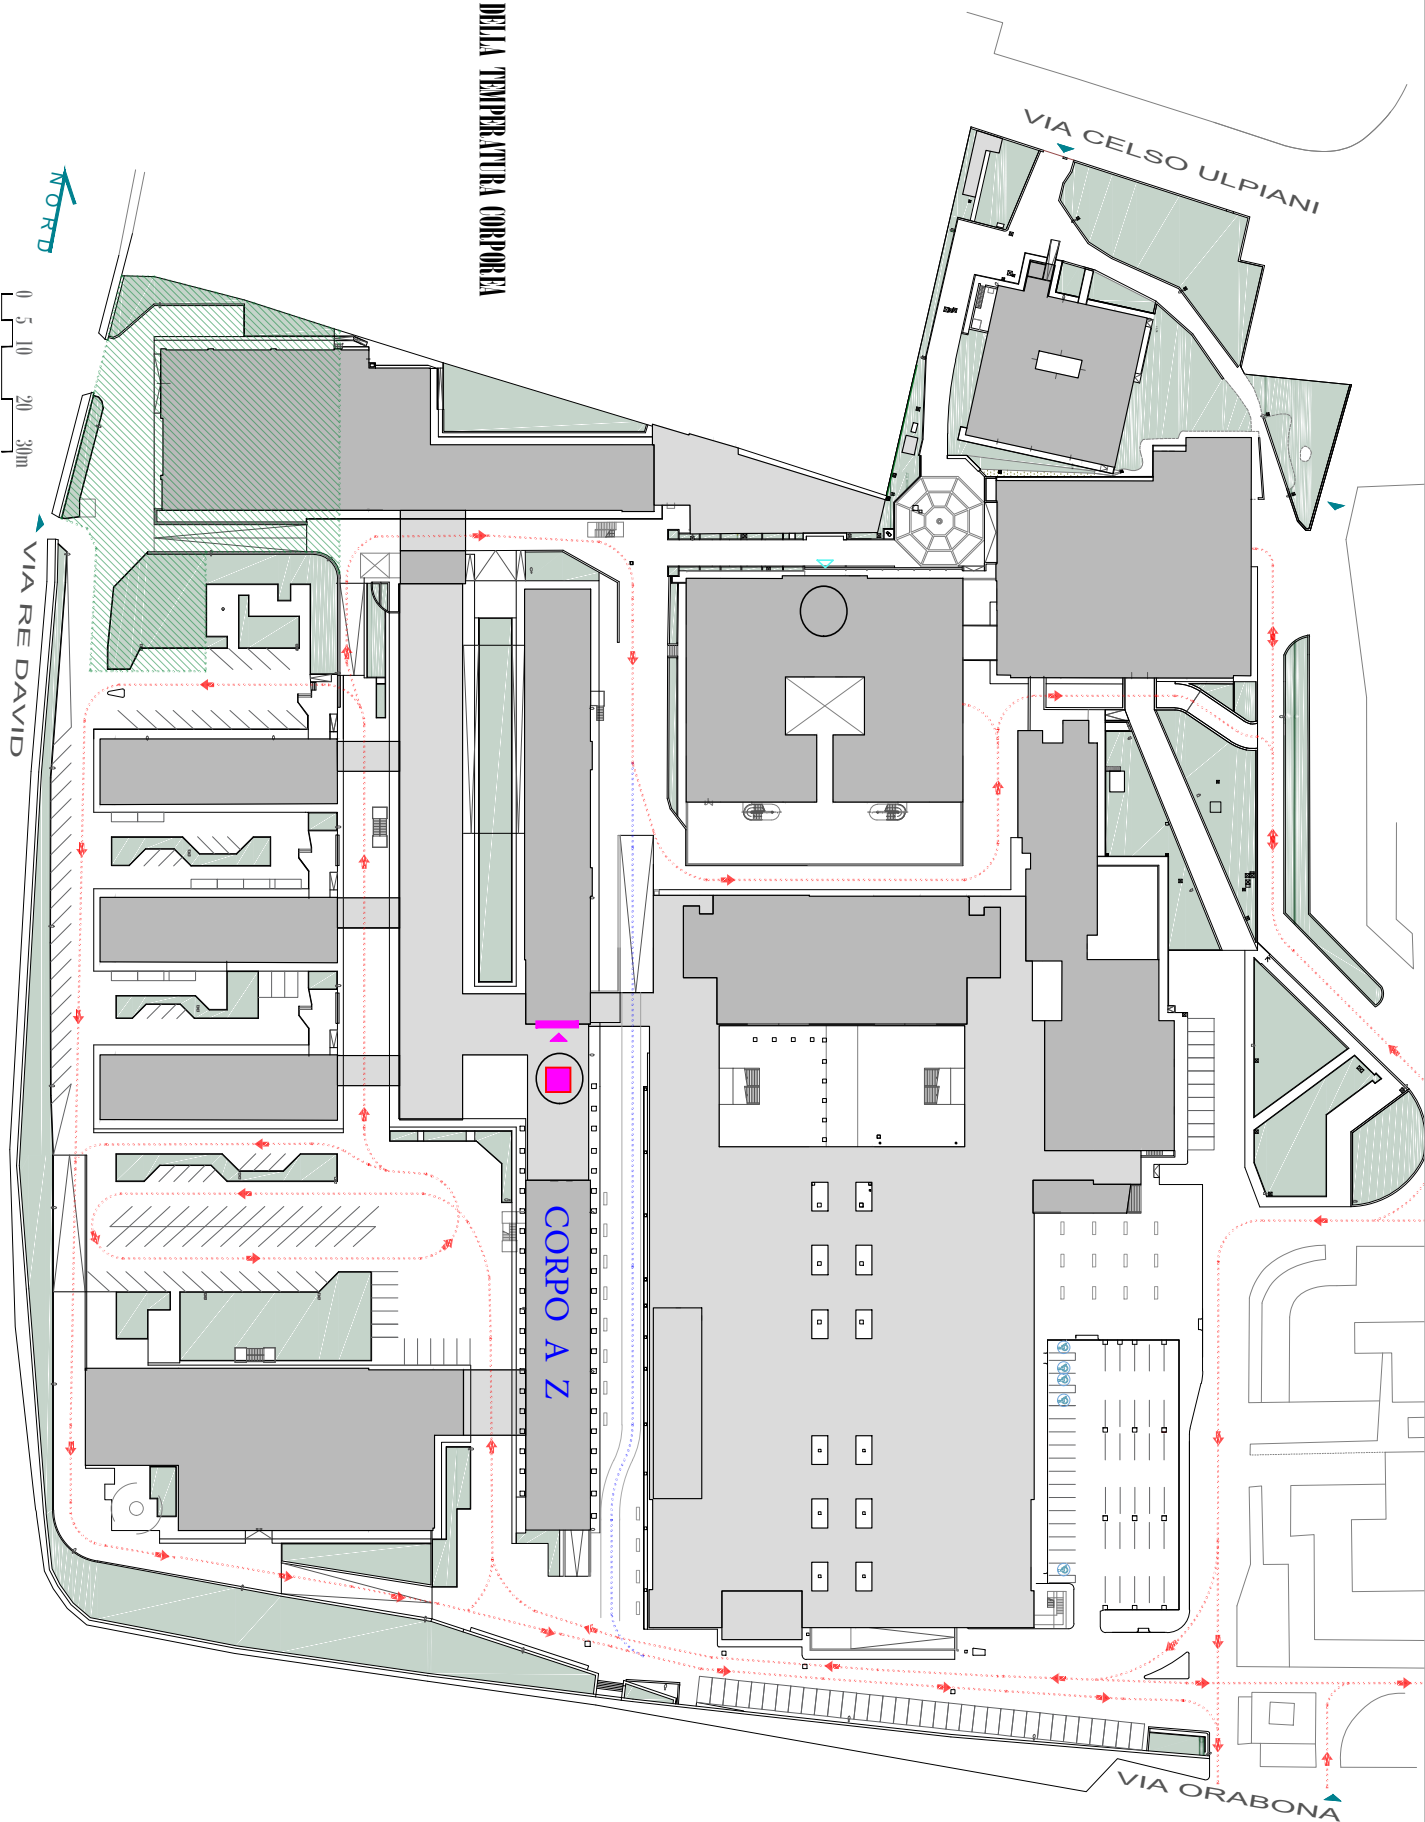 DELLA TEMPERATURA CORPOREA
VIA CELSO ULPIANI
NORD
0 5 10 20 30m
VIA RE DAVID
CORPO A Z
VIA ORABONA